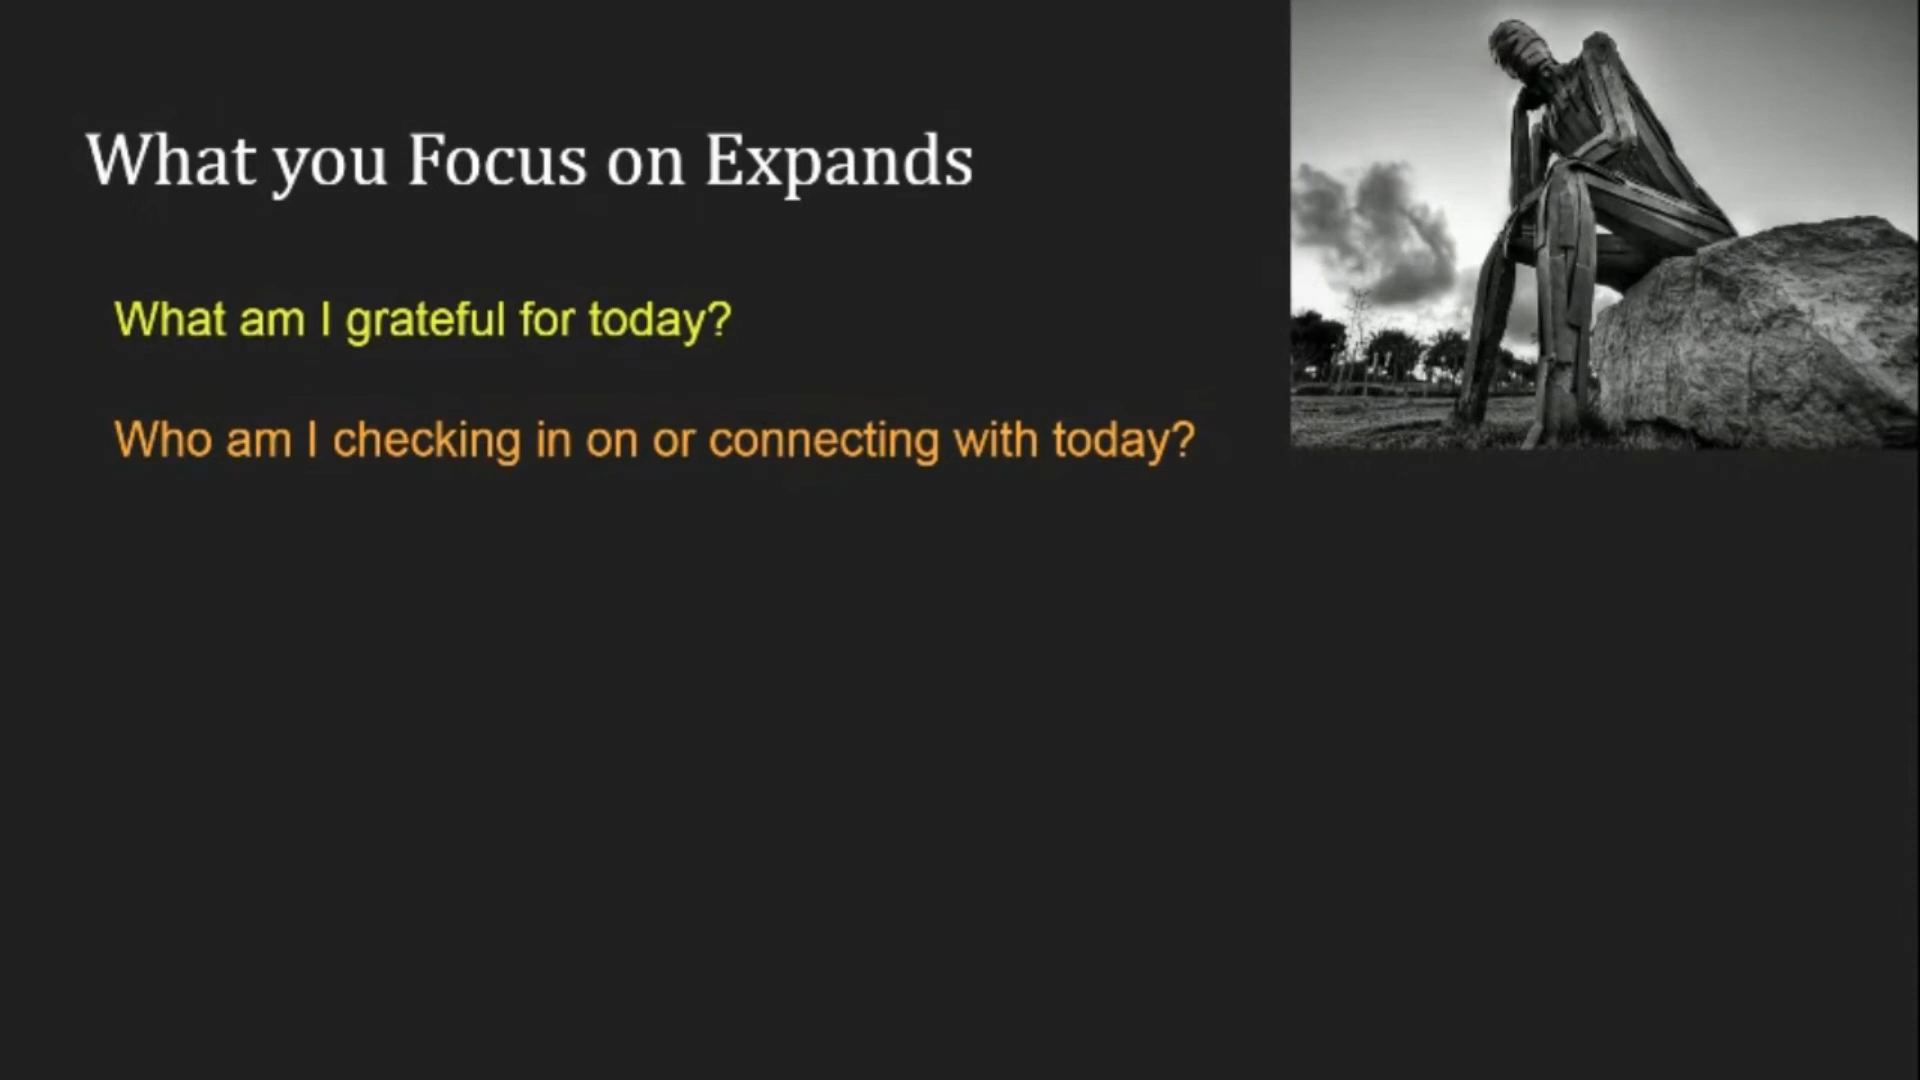 What you Focus on Expands
What am I grateful for today?
Who am I checking in on or connecting with today?